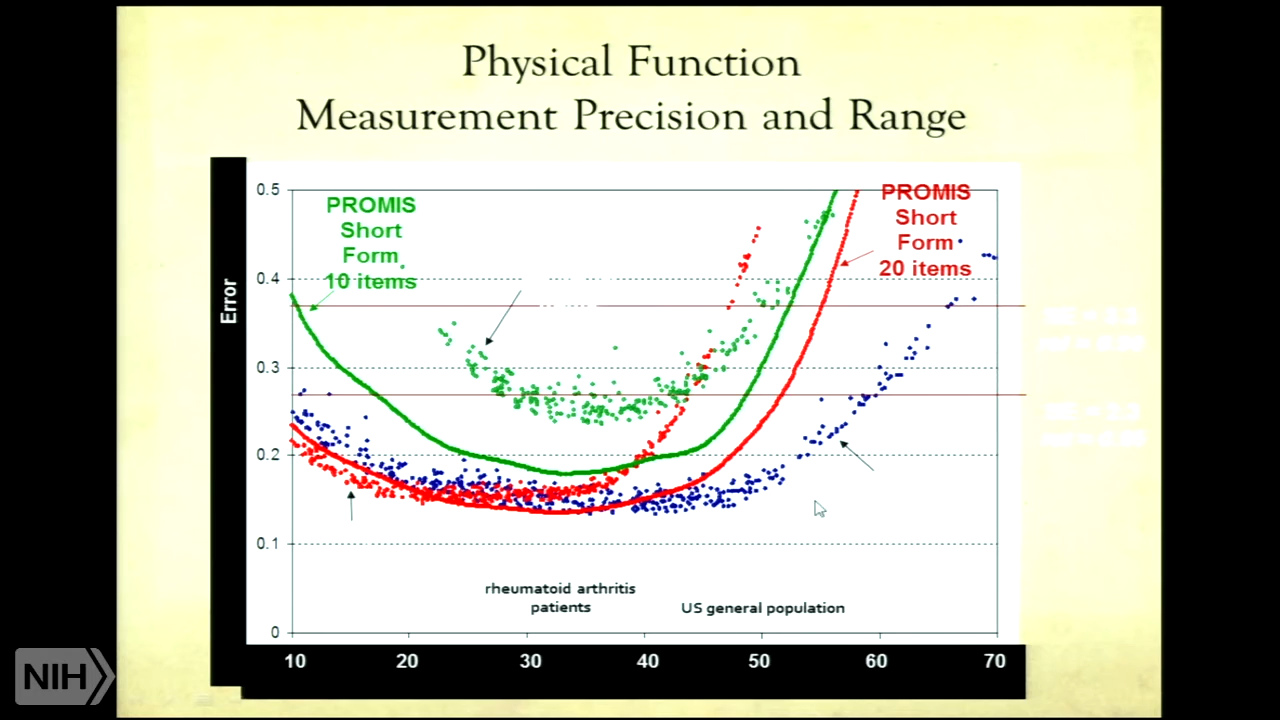 Physical Function
Measurement Precision and Range
Error
0.5
0.4
0.3
0.2
0.1
0
PROMIS
Short
Form
10 items
PROMIS
Short
Form
20 items
rheumatoid arthritis
patients
US general population
10 20 30 40 50 60 70
NIH